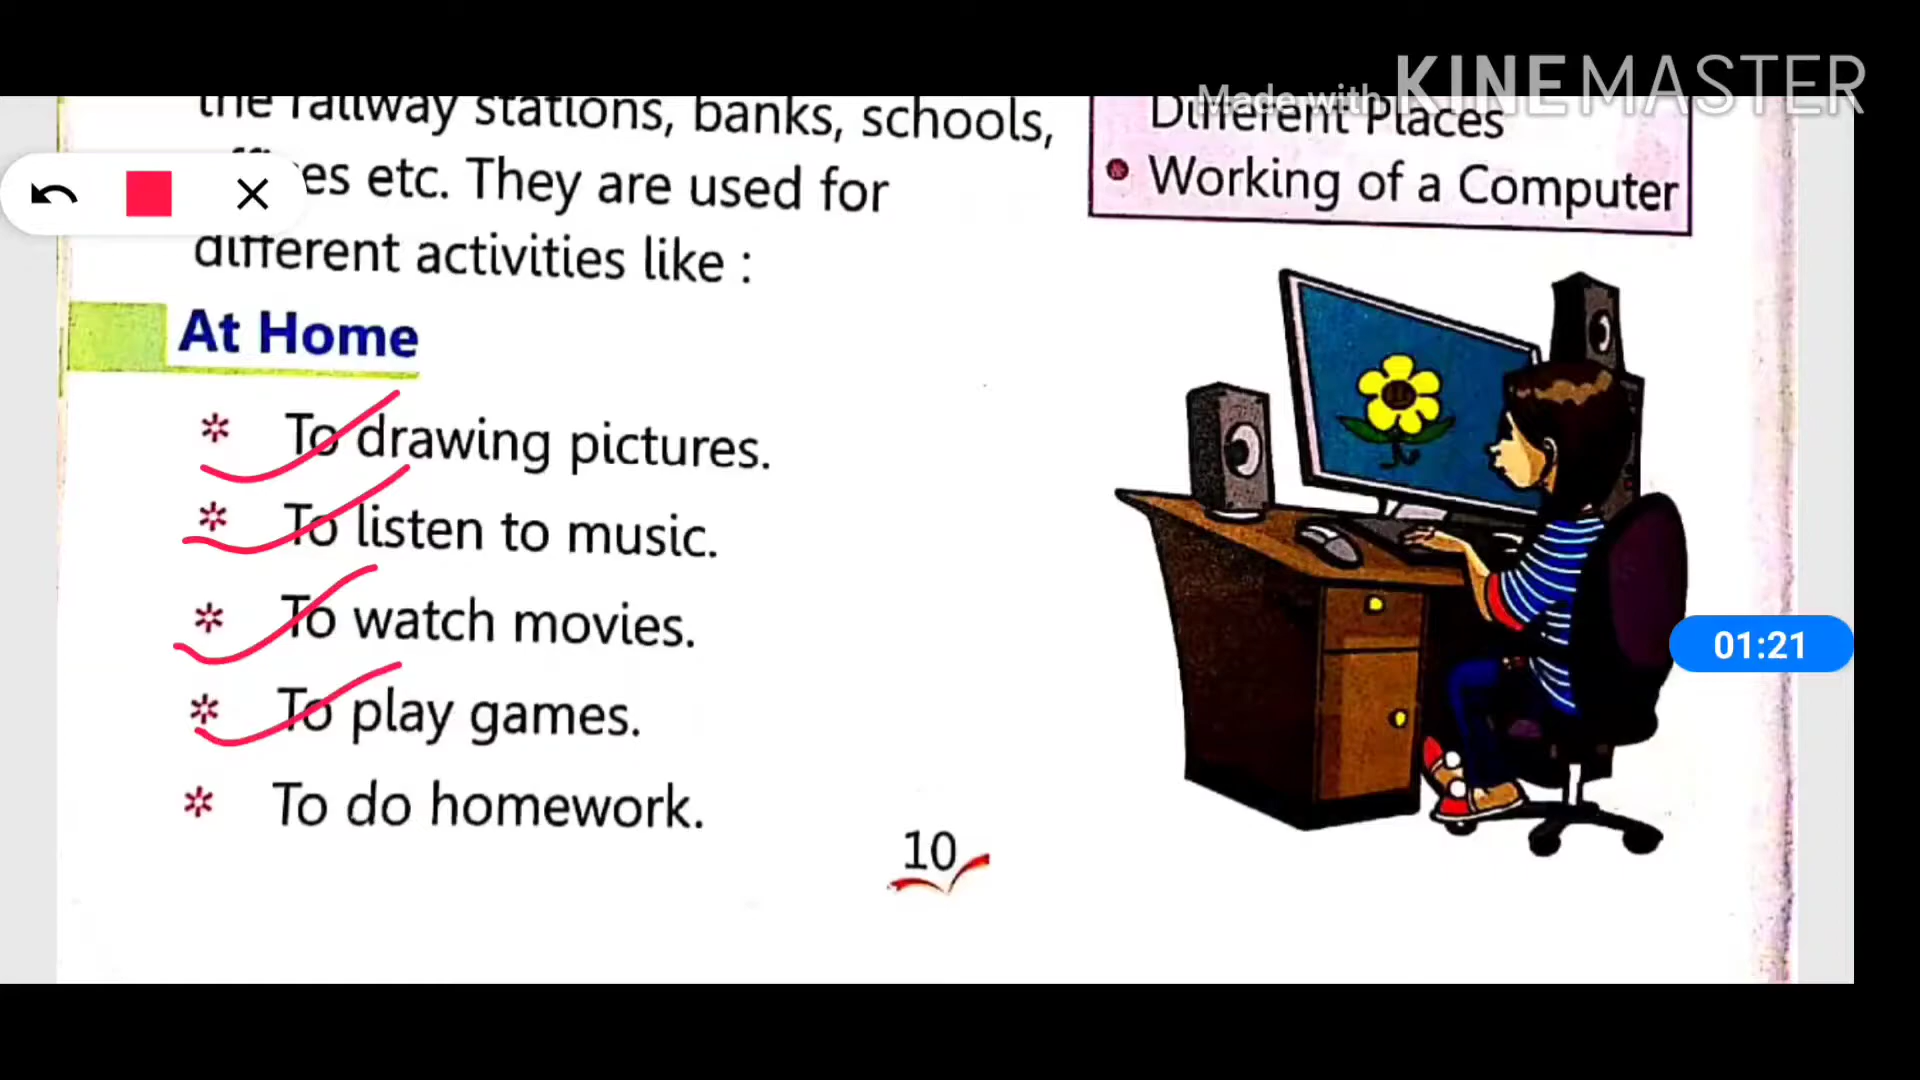 Made with KINEMASTER
the railway stations, banks, schools,
etc. They are used for
different activities like :
Different Places
Working of a Computer
At Home
* To drawing pictures.
* To listen to music.
* To watch movies.
* To play games.
* To do homework.
01:21
10